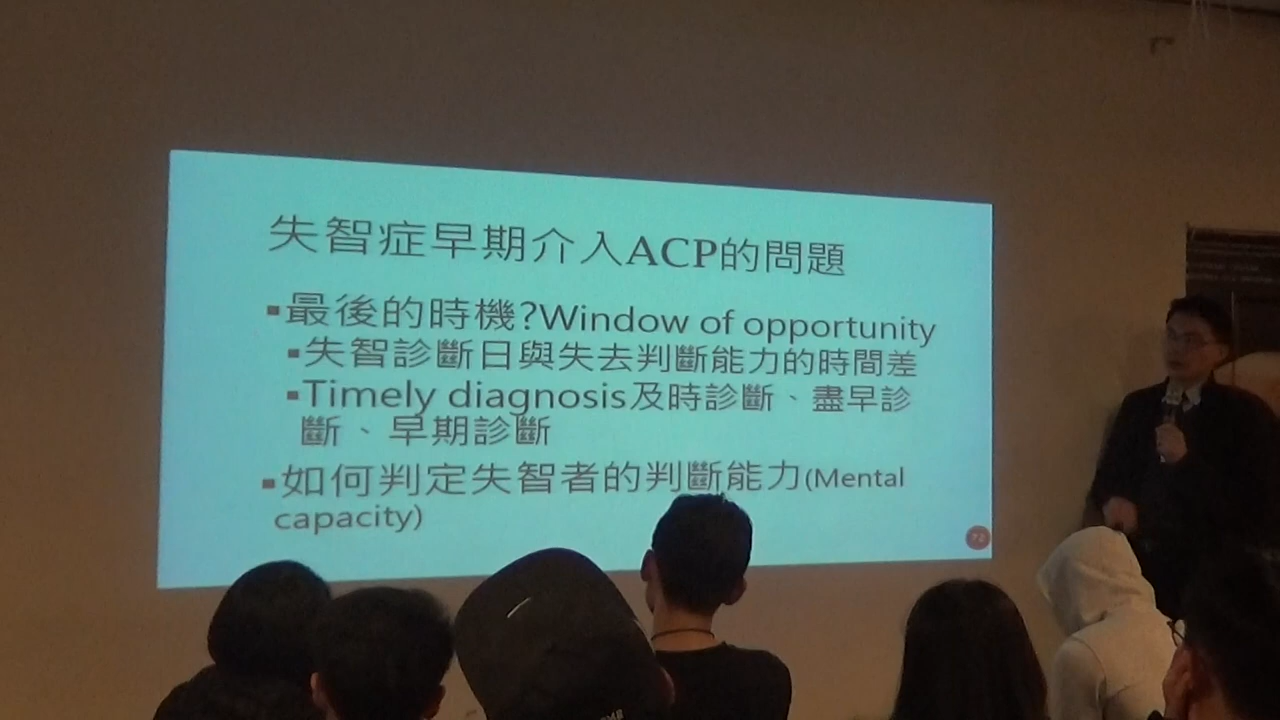 失智症早期介入ACP的問題
▪最後的時機?Window of opportunity
▪失智診斷日與失去判斷能力的時間差
▪Timely diagnosis及時診斷、盡早診
斷、早期診斷
▪如何判定失智者的判斷能力(Mental
capacity)
72